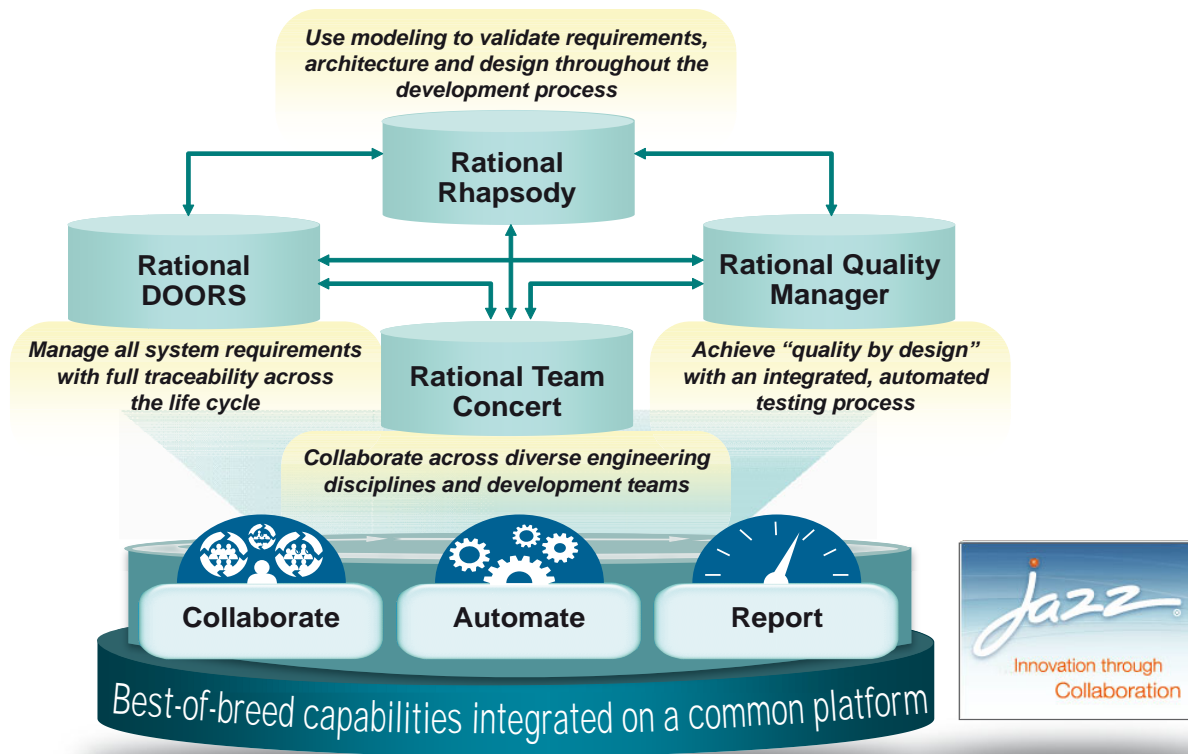 Use modeling to validate requirements,
architecture and design throughout the
development process
Rational
Rhapsody
Rational
DOORS
Rational Quality
Manager
Manage all system requirements
with full traceability across
the life cycle
Rational Team
Concert
Achieve “quality by design”
with an integrated, automated
testing process
Collaborate across diverse engineering
disciplines and development teams
Collaborate
Automate
Report
Best-of-breed capabilities integrated on a common platform
jazz®
Innovation through
Collaboration